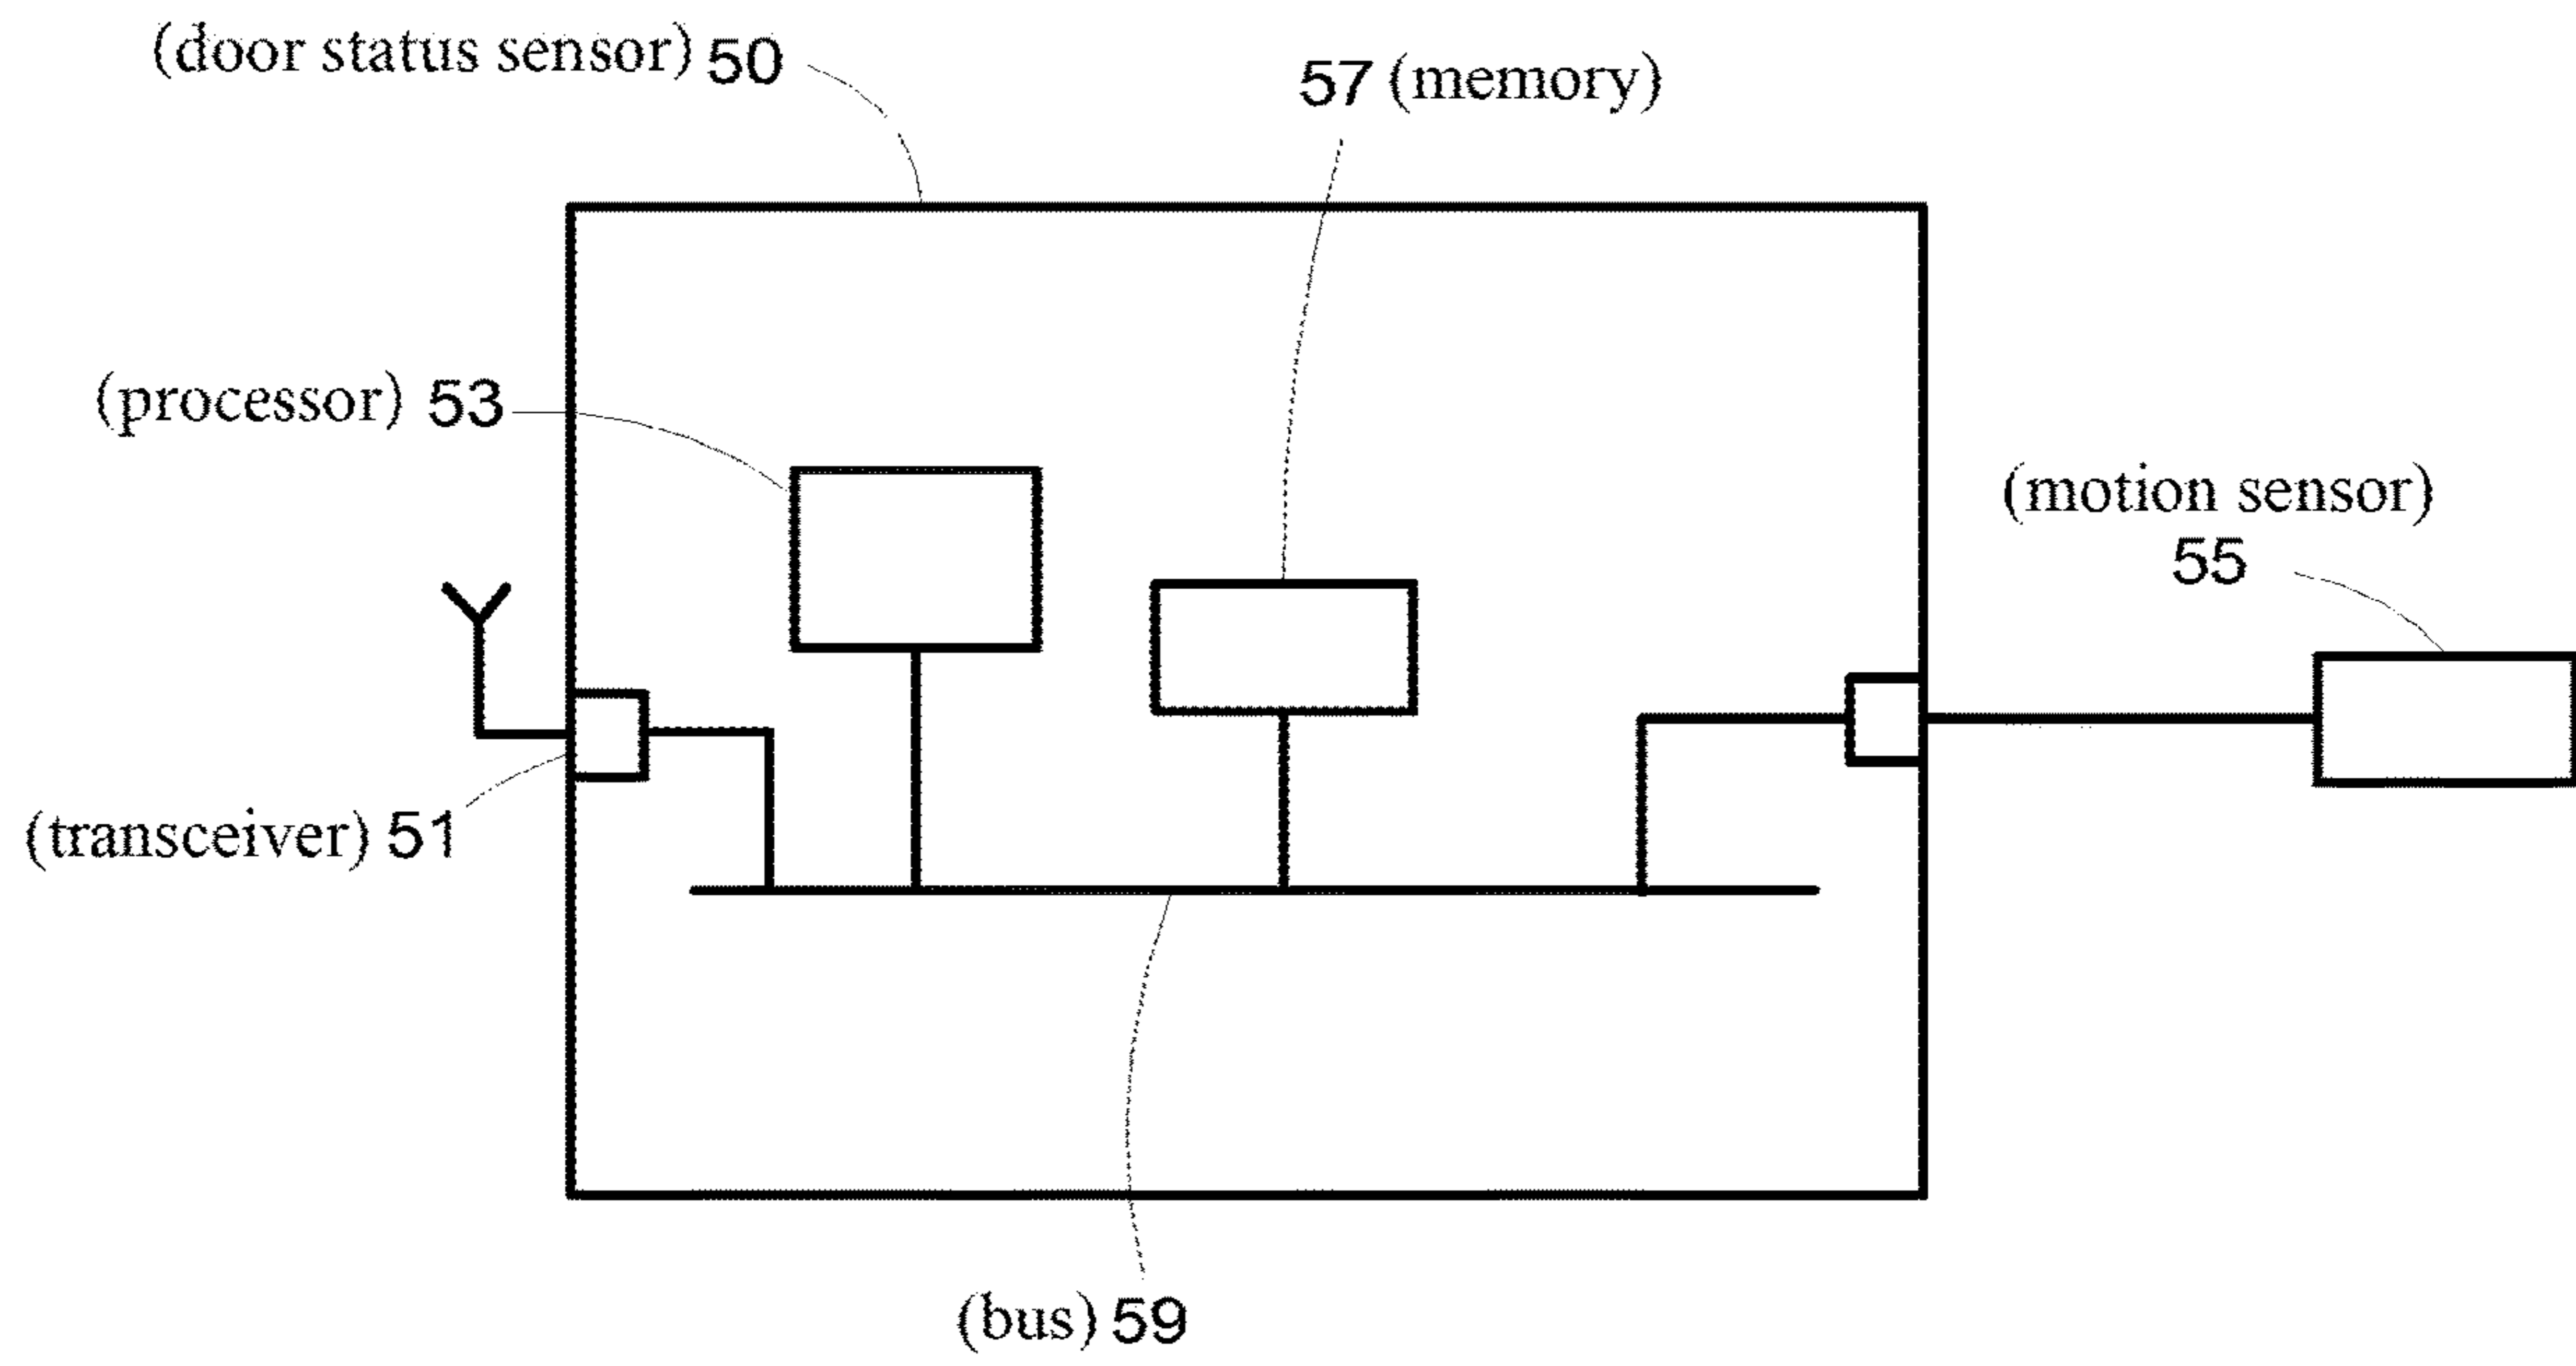 (door status sensor) 50
57 (memory)
(processor) 53
(motion sensor)
55
(transceiver) 51
(bus) 59